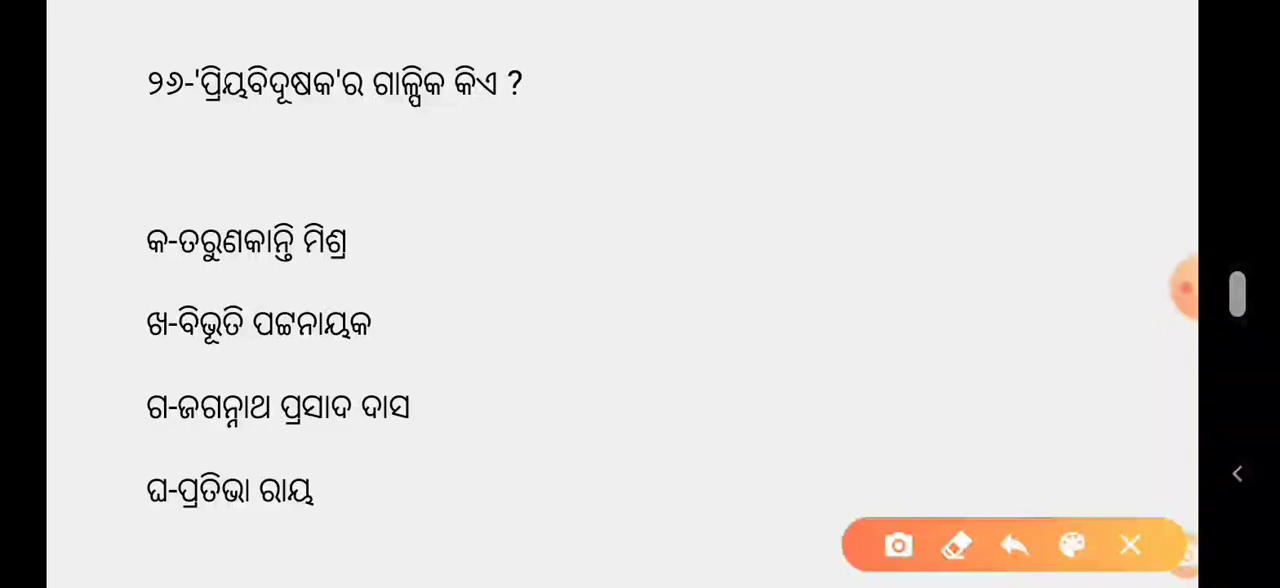 ୨୬-'ପ୍ରିୟବିଦୂଷକ'ର ଗାଳ୍ପିକ କିଏ ?
କ-ତରୁଣକାନ୍ତି ମିଶ୍ର
ଖ-ବିଭୂତି ପଟ୍ଟନାୟକ
ଗ-ଜଗନ୍ନାଥ ପ୍ରସାଦ ଦାସ
ଘ-ପ୍ରତିଭା ରାୟ